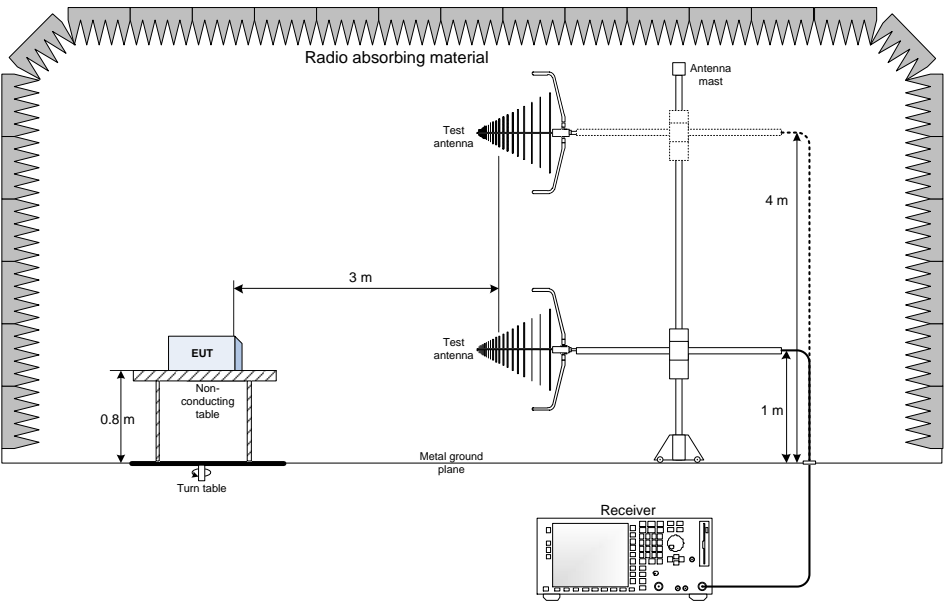 Radio absorbing material
Antenna
mast
Test
antenna
4 m
3 m
Test
antenna
EUT
Non-
conducting
table
0.8 m
1 m
Metal ground
plane
Turn table
Receiver